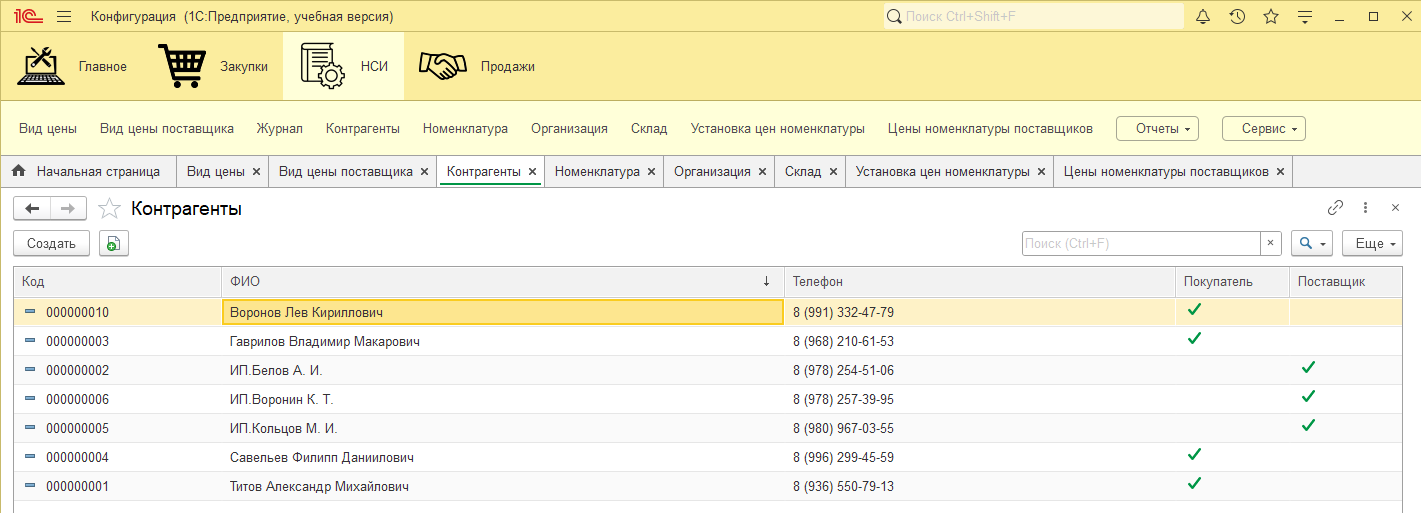 1С Конфигурация (1С:Предприятие, учебная версия) Поиск Ctrl+Shift+F
Главное Закупки НСИ Продажи
Вид цены Вид цены поставщика Журнал Контрагенты Номенклатура Организация Склад Установка цен номенклатуры Цены номенклатуры поставщиков Отчеты Сервис
Начальная страница Вид цены Вид цены поставщика Контрагенты Номенклатура Организация Склад Установка цен номенклатуры Цены номенклатуры поставщиков
Контрагенты
Создать Поиск (Ctrl+F) Еще
Код ФИО Телефон Покупатель Поставщик
000000010 Воронов Лев Кириллович 8 (991) 332-47-79
000000003 Гаврилов Владимир Макарович 8 (968) 210-61-53
000000002 ИП.Белов А. И. 8 (978) 254-51-06
000000006 ИП.Воронин К. Т. 8 (978) 257-39-95
000000005 ИП.Кольцов М. И. 8 (980) 967-03-55
000000004 Савельев Филипп Даниилович 8 (996) 299-45-59
000000001 Титов Александр Михайлович 8 (936) 550-79-13